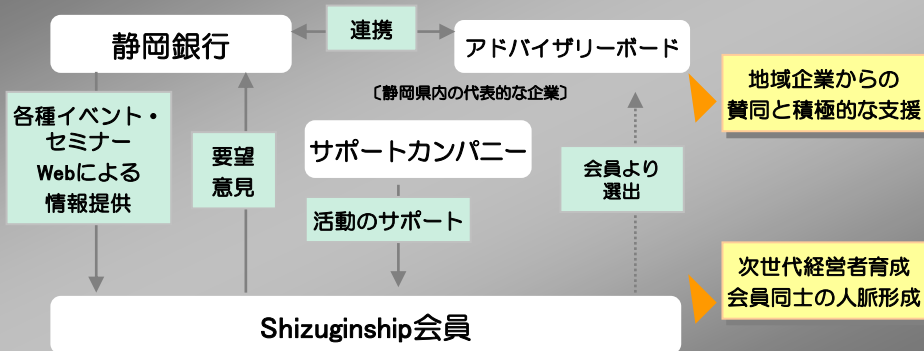 静岡銀行
連携
アドバイザリーボード
〔静岡県内の代表的な企業〕
地域企業からの
賛同と積極的な支援
各種イベント・
セミナー
Webによる
情報提供
要望
意見
サポートカンパニー
会員より
選出
活動のサポート
次世代経営者育成
会員同士の人脈形成
Shizuginship会員